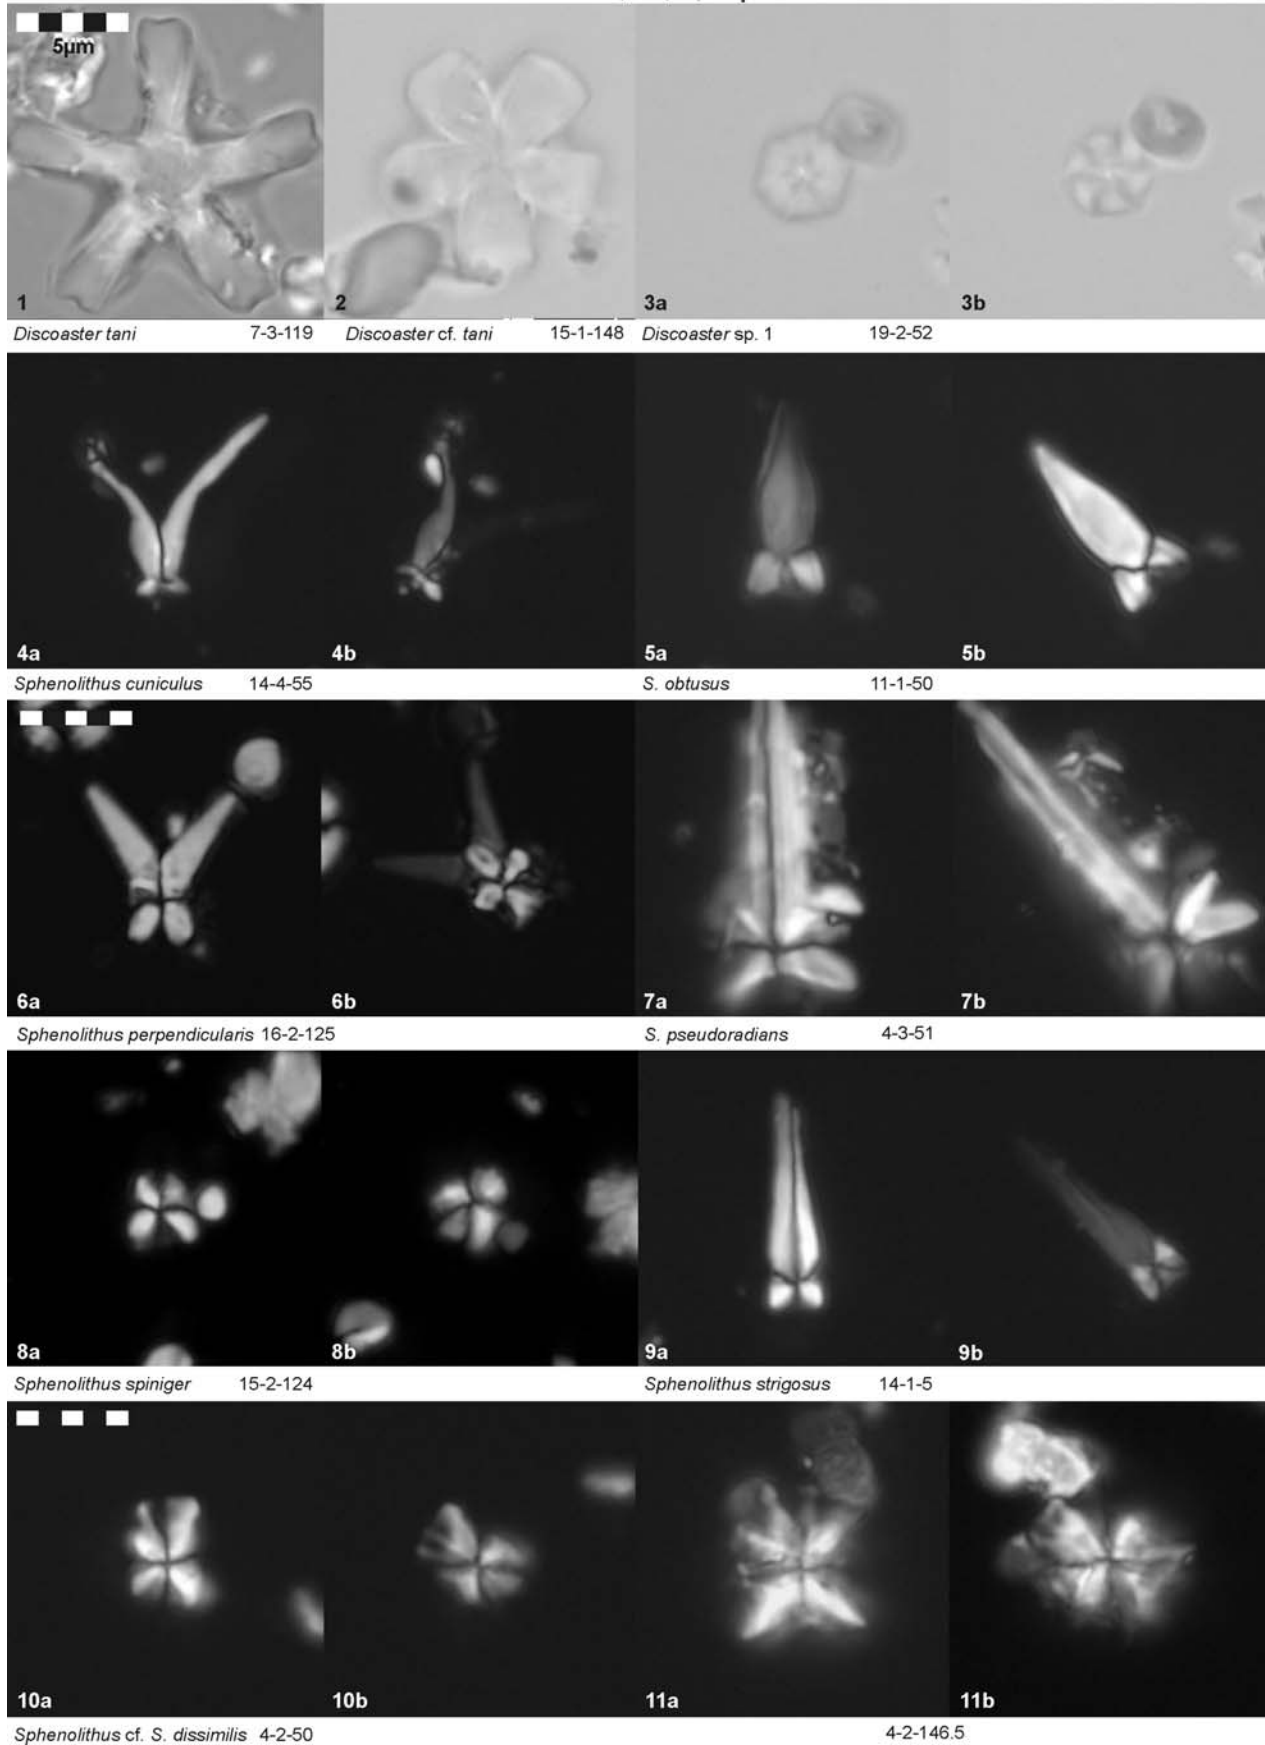 5µm
1 2 3a 3b
Discoaster tani 7-3-119 Discoaster cf. tani 15-1-148 Discoaster sp. 1 19-2-52
4a 4b 5a 5b
Sphenolithus cuniculus 14-4-55 S. obtusus 11-1-50
6a 6b 7a 7b
Sphenolithus perpendicularis 16-2-125 S. pseudoradians 4-3-51
8a 8b 9a 9b
Sphenolithus spiniger 15-2-124 Sphenolithus strigosus 14-1-5
10a 10b 11a 11b
Sphenolithus cf. S. dissimilis 4-2-50 4-2-146.5